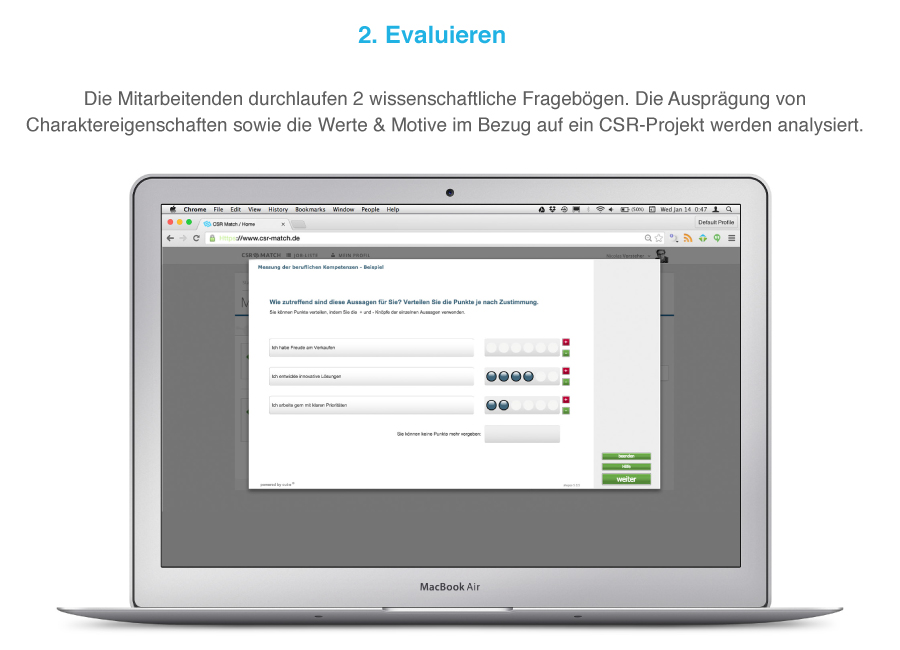 2. Evaluieren
Die Mitarbeitenden durchlaufen 2 wissenschaftliche Fragebögen. Die Ausprägung von
Charaktereigenschaften sowie die Werte & Motive im Bezug auf ein CSR-Projekt werden analysiert.
Chrome File Edit View History Bookmarks Window People Help (50%) Wed Jan 14 0:47
CSR Match / Home Default Profile
https://www.csr-match.de
CSR MATCH
Messung der beruflichen Kompetenzen - Beispiel
Wie zutreffend sind diese Aussagen für Sie? Verteilen Sie die Punkte je nach Zustimmung.
Sie können Punkte verteilen, indem Sie die + und - Knöpfe der einzelnen Aussagen verwenden.
Ich habe Freude am Verkaufen
Ich entwickle innovative Lösungen
Ich arbeite gern mit klaren Prioritäten
Sie können keine Punkte mehr vergeben:
beenden
Hilfe
weiter
powered by cut-e
MacBook Air